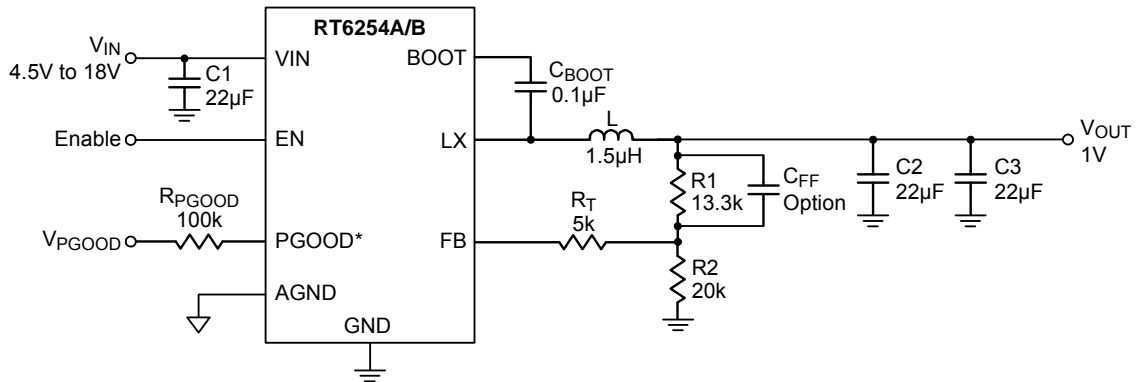 RT6254A/B
VIN
4.5V to 18V
C1
22μF
VIN
BOOT
CBOOT
0.1μF
Enable
EN
LX
L
1.5μH
VOUT
1V
R1
13.3k
CFF
Option
C2
22μF
C3
22μF
RPGOOD
100k
VPGOOD
PGOOD*
FB
RT
5k
R2
20k
AGND
GND